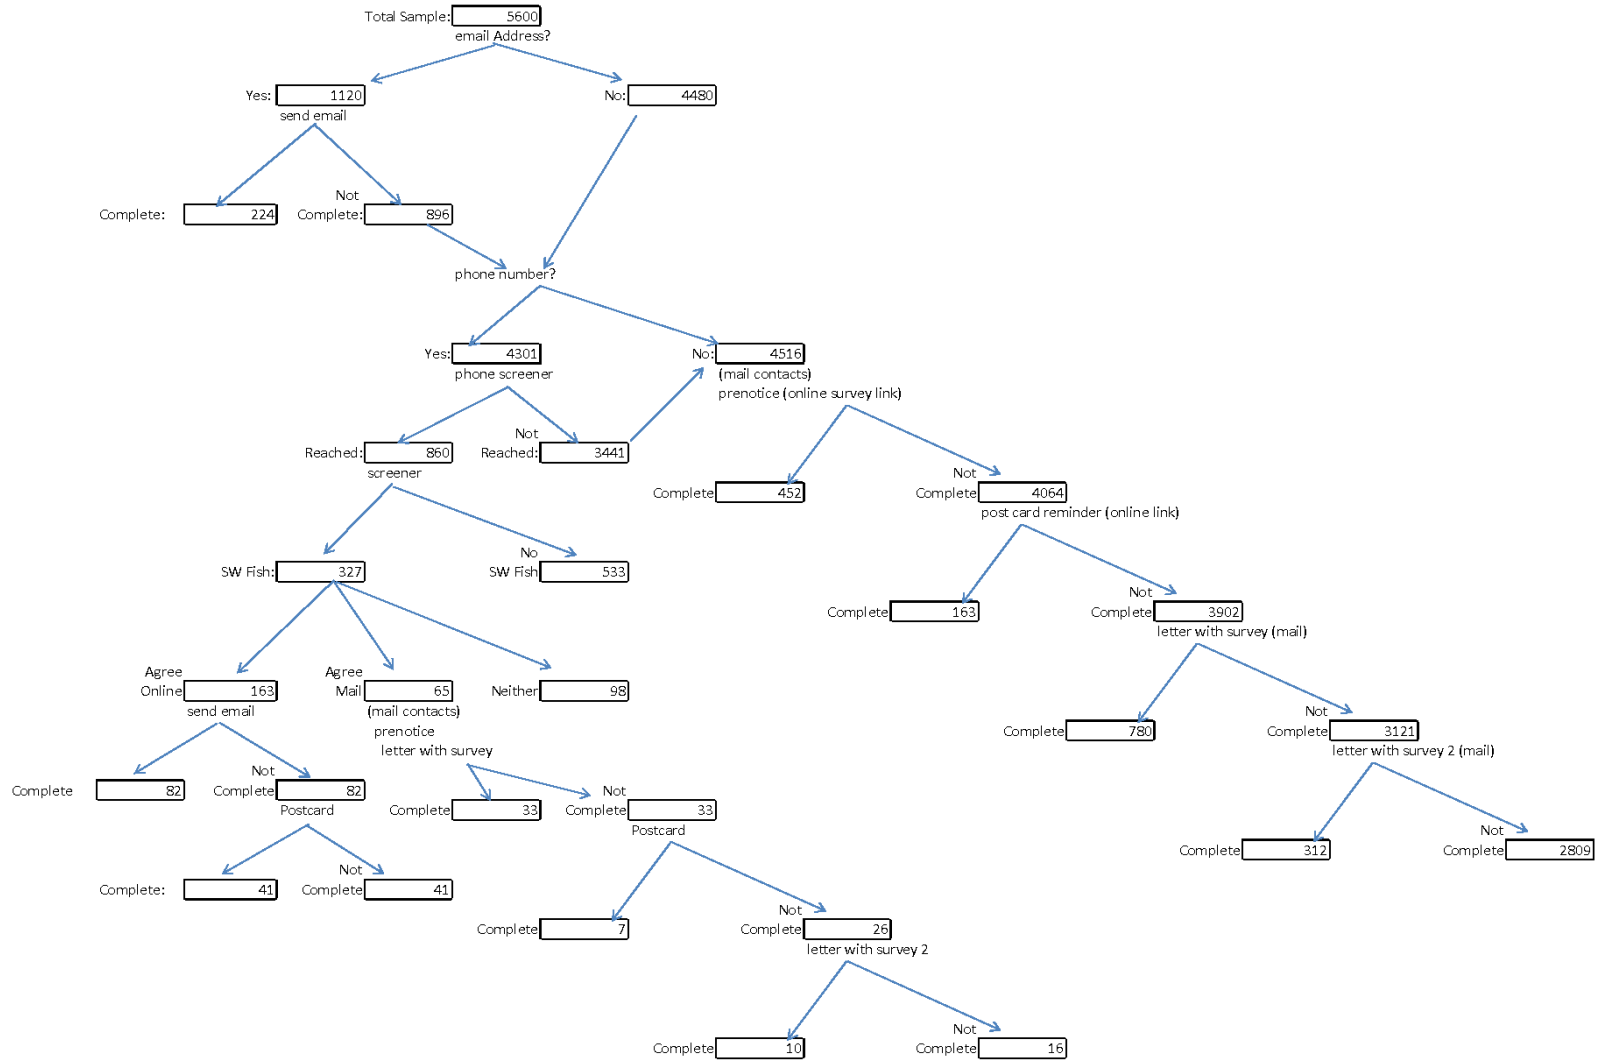 Total Sample: 5600
email Address?
Yes: 1120 No: 4480
send email
Not
Complete: 224 Complete: 896
phone number?
Yes: 4301 No: 4516
phone screener (mail contacts)
prenotice (online survey link)
Not
Reached: 860 Reached: 3441
screener Not
Complete 452 Complete 4064
post card reminder (online link)
No
SW Fish: 327 SW Fish 533
Not
Complete 163 Complete 3902
letter with survey (mail)
Agree Agree
Online 163 Mail 65 Neither 98
send email (mail contacts) Not
prenotice Complete 780 Complete 3121
letter with survey letter with survey 2 (mail)
Not Not
Complete 82 Complete 82 Complete 33 Complete 33
Postcard Postcard
Not
Complete 312 Complete 2809
Not
Complete: 41 Complete 41
Not
Complete 7 Complete 26
letter with survey 2
Not
Complete 10 Complete 16